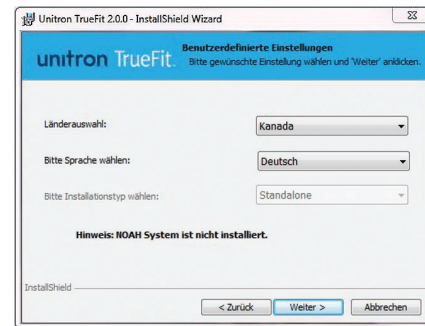 Unitron TrueFit 2.0.0 - InstallShield Wizard
unitron TrueFit.
Benutzerdefinierte Einstellungen
Bitte gewünschte Einstellung wählen und 'Weiter' anklicken.
Länderauswahl:
Kanada
Bitte Sprache wählen:
Deutsch
Bitte Installationstyp wählen:
Standalone
Hinweis: NOAH System ist nicht installiert.
InstallShield
< Zurück
Weiter >
Abbrechen